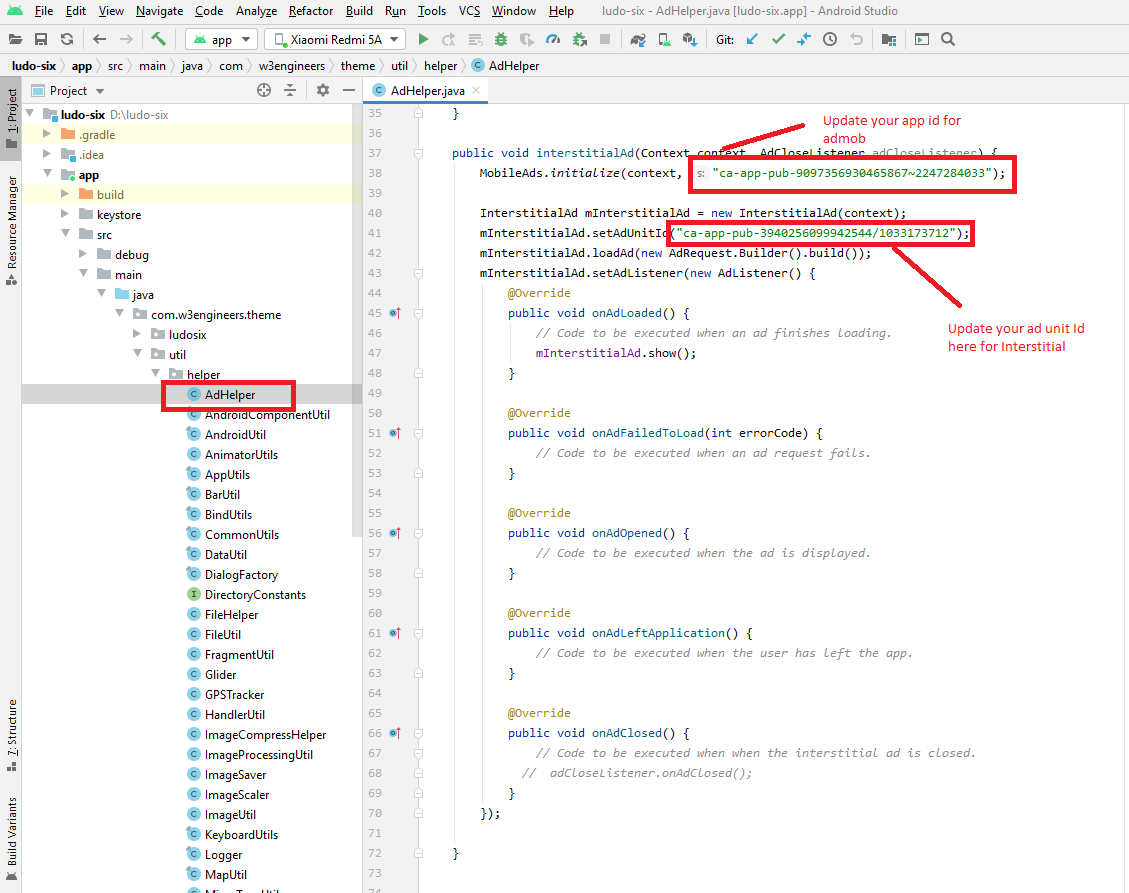 File Edit View Navigate Code Analyze Refactor Build Run Tools VCS Window Help ludo-six - AdHelper.java [ludo-six.app] - Android Studio
app Xiaomi Redmi 5A Git:
ludo-six app src main java com w3engineers theme util helper AdHelper
1: Project
Resource Manager
7: Structure
Build Variants
Project
ludo-six D:\ludo-six
.gradle
.idea
app
build
keystore
src
debug
main
java
com.w3engineers.theme
ludosix
util
helper
AdHelper
AndroidComponentUtil
AndroidUtil
AnimatorUtils
AppUtils
BarUtil
BindUtils
CommonUtils
DataUtil
DialogFactory
DirectoryConstants
FileHelper
FileUtil
FragmentUtil
Glider
GPSTracker
HandlerUtil
ImageCompressHelper
ImageProcessingUtil
ImageSaver
ImageScaler
ImageUtil
KeyboardUtils
Logger
MapUtil
AdHelper.java
35 }
36
37 public void interstitialAd(Context context, AdCloseListener adCloseListener) {
38 MobileAds.initialize(context, s: "ca-app-pub-9097356930465867~2247284033");
39
40 InterstitialAd mInterstitialAd = new InterstitialAd(context);
41 mInterstitialAd.setAdUnitId("ca-app-pub-3940256099942544/1033173712");
42 mInterstitialAd.loadAd(new AdRequest.Builder().build());
43 mInterstitialAd.setAdListener(new AdListener() {
44 @Override
45 public void onAdLoaded() {
46 // Code to be executed when an ad finishes loading.
47 mInterstitialAd.show();
48 }
49
50 @Override
51 public void onAdFailedToLoad(int errorCode) {
52 // Code to be executed when an ad request fails.
53 }
54
55 @Override
56 public void onAdOpened() {
57 // Code to be executed when the ad is displayed.
58 }
59
60 @Override
61 public void onAdLeftApplication() {
62 // Code to be executed when the user has left the app.
63 }
64
65 @Override
66 public void onAdClosed() {
67 // Code to be executed when when the interstitial ad is closed.
68 // adCloseListener.onAdClosed();
69 }
70 });
71
72 }
73
Update your app id for
admob
Update your ad unit Id
here for Interstitial